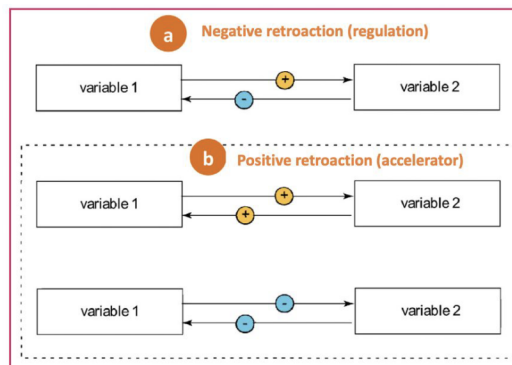 a Negative retroaction (regulation)
variable 1 + variable 2
-
b Positive retroaction (accelerator)
variable 1 + variable 2
+
variable 1 - variable 2
-